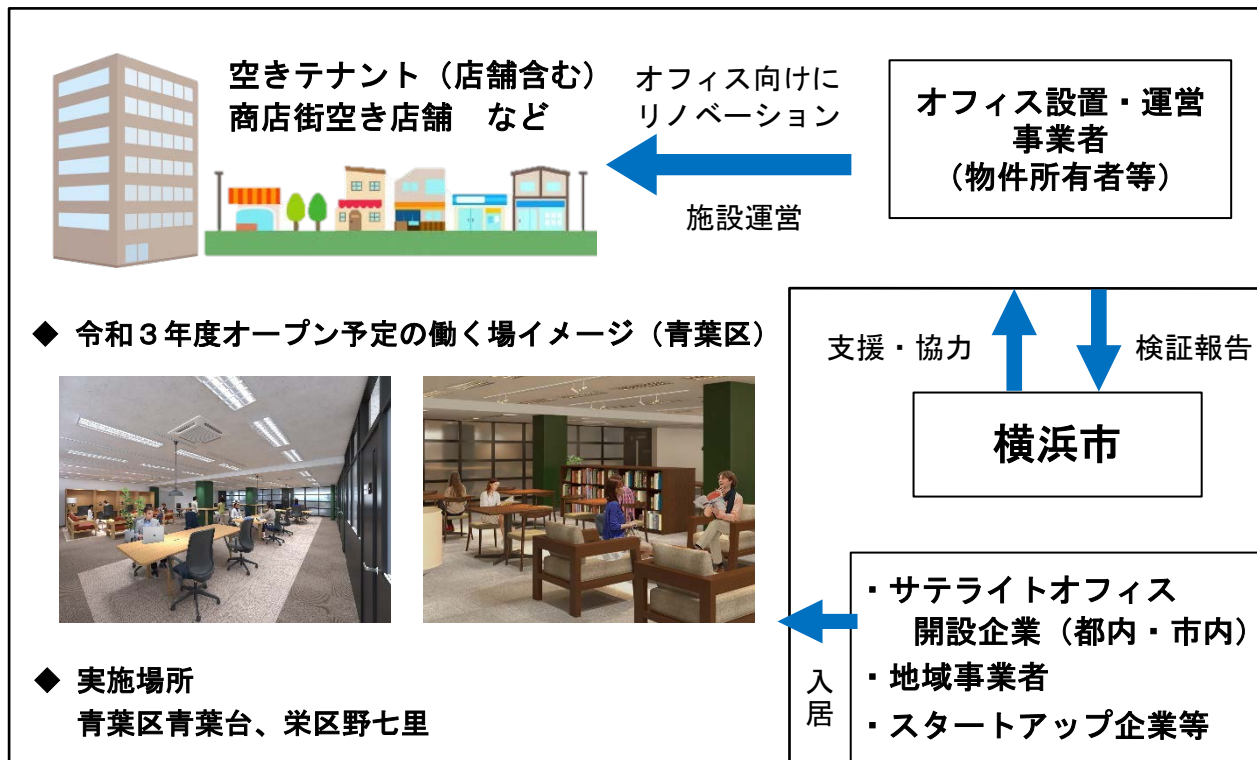 空きテナント（店舗含む）
商店街空き店舗　など
オフィス向けに
リノベーション
施設運営
オフィス設置・運営
事業者
（物件所有者等）
◆ 令和３年度オープン予定の働く場イメージ（青葉区）
支援・協力
検証報告
横浜市
◆ 実施場所
青葉区青葉台、栄区野七里
入居
・サテライトオフィス
開設企業（都内・市内）
・地域事業者
・スタートアップ企業等